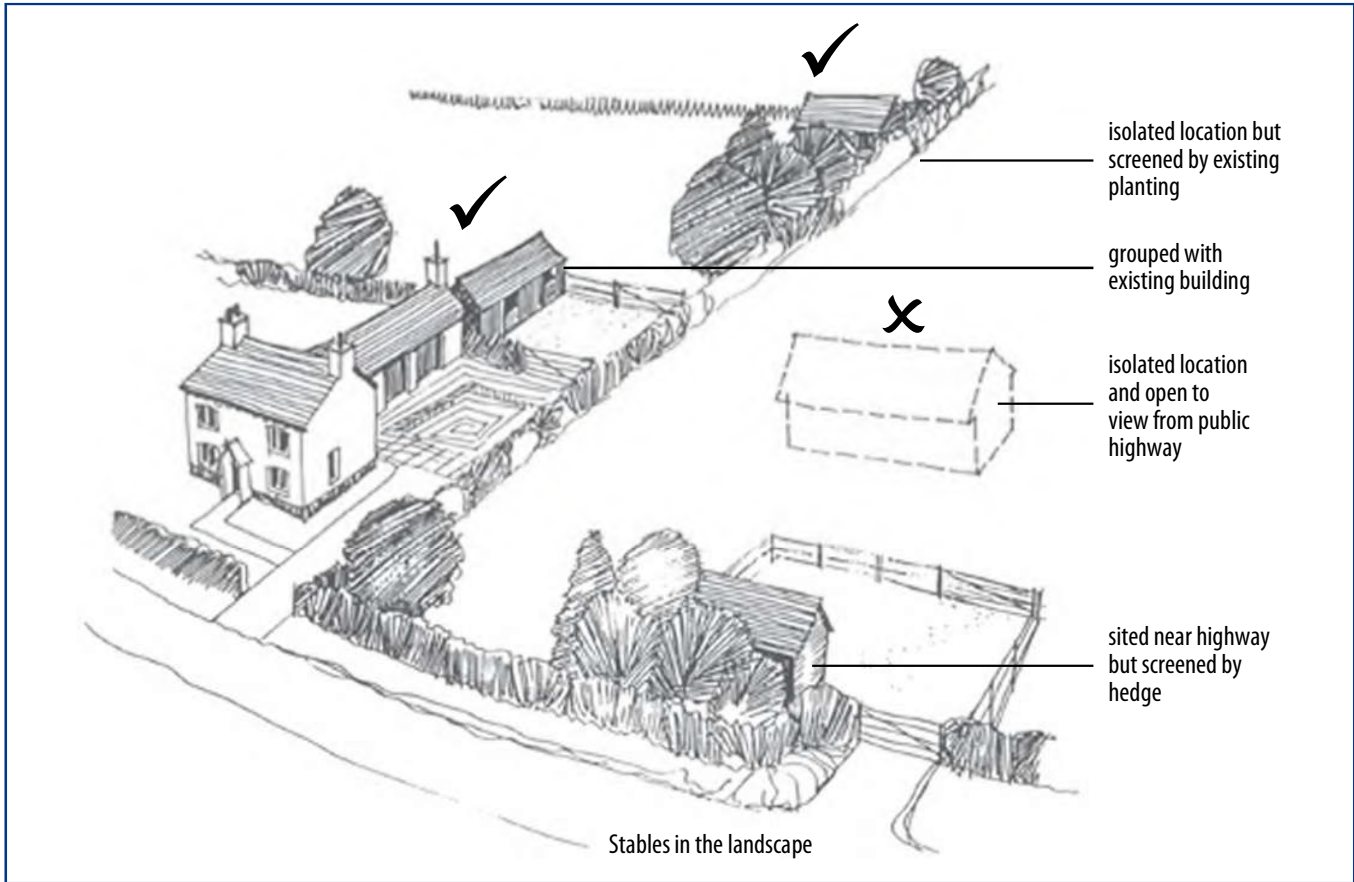 isolated location but
screened by existing
planting
grouped with
existing building
isolated location
and open to
view from public
highway
sited near highway
but screened by
hedge
Stables in the landscape